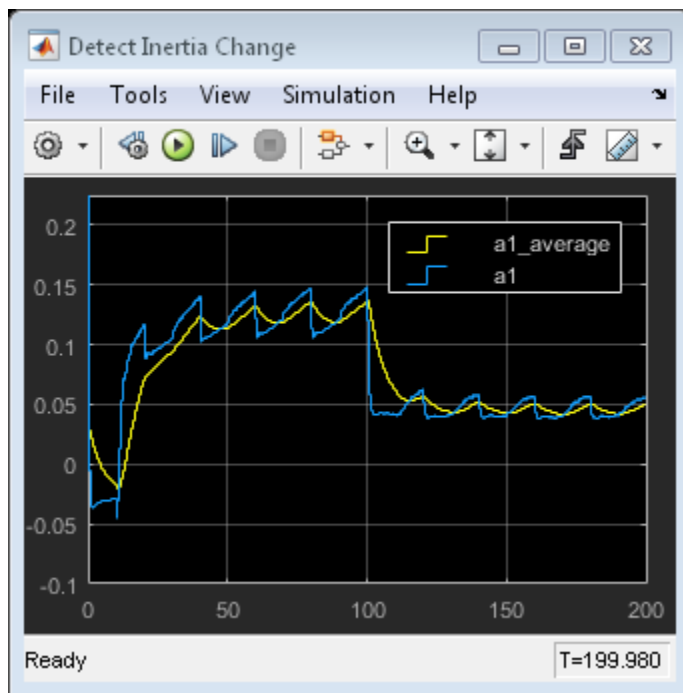 Detect Inertia Change
File Tools View Simulation Help
a1_average
a1
0.2
0.15
0.1
0.05
0
-0.05
-0.1
0 50 100 150 200
Ready T=199.980